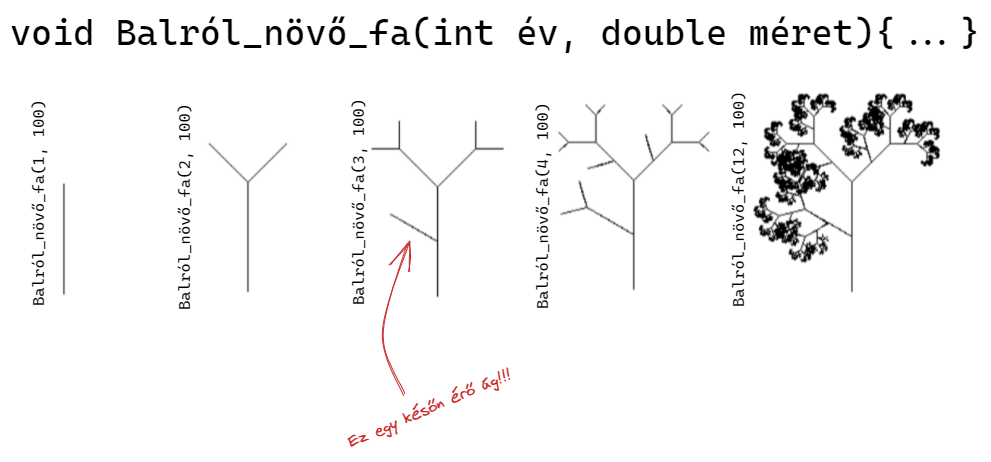 void Balról_növő_fa(int év, double méret){ ... }
Balról_növő_fa(1, 100)
Balról_növő_fa(2, 100)
Balról_növő_fa(3, 100)
Balról_növő_fa(4, 100)
Balról_növő_fa(12, 100)
Ez egy későn érő ág!!!